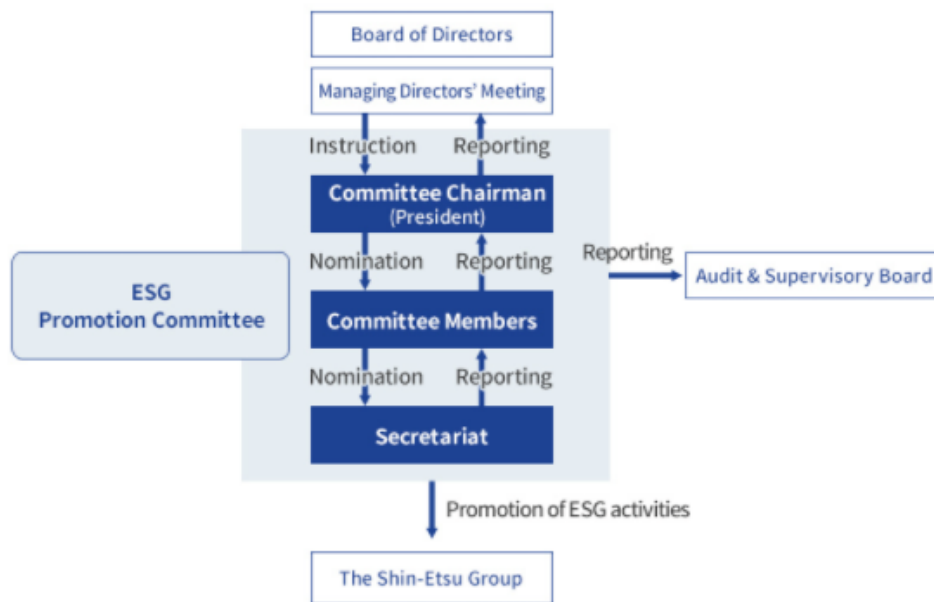 Board of Directors
Managing Directors' Meeting
Instruction
Reporting
Committee Chairman
(President)
Nomination
Reporting
Reporting
ESG
Promotion Committee
Audit & Supervisory Board
Committee Members
Nomination
Reporting
Secretariat
Promotion of ESG activities
The Shin-Etsu Group